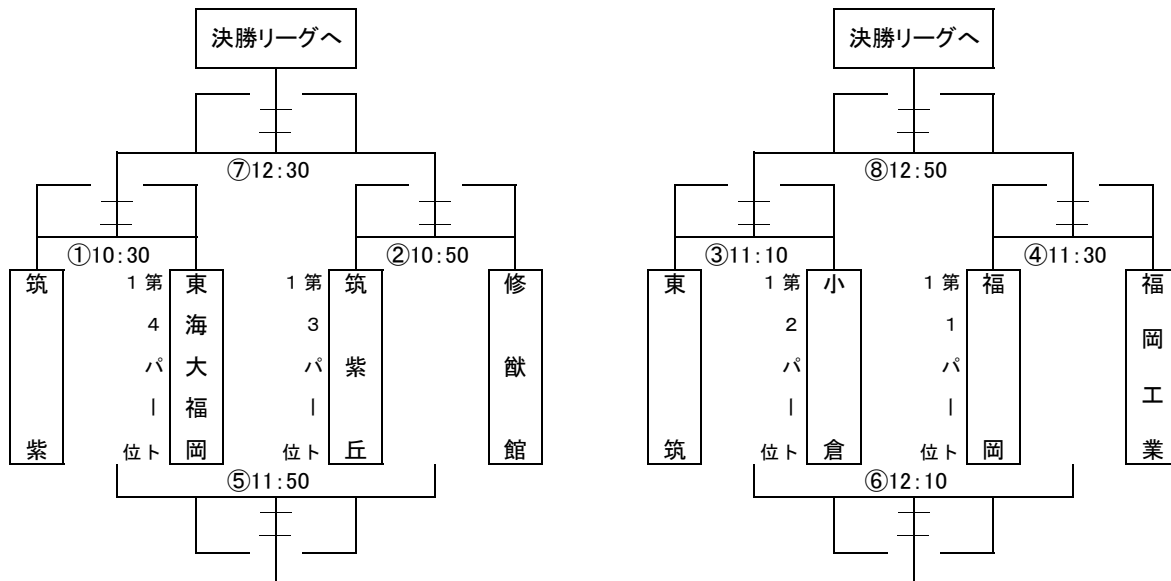 決勝リーグへ
決勝リーグへ
⑦12:30
⑧12:50
①10:30
②10:50
③11:10
④11:30
筑紫
第4パート1位
東海大福岡
第3パート1位
筑紫丘
修猷館
東筑
第2パート1位
小倉
第1パート1位
福岡
福岡工業
⑤11:50
⑥12:10